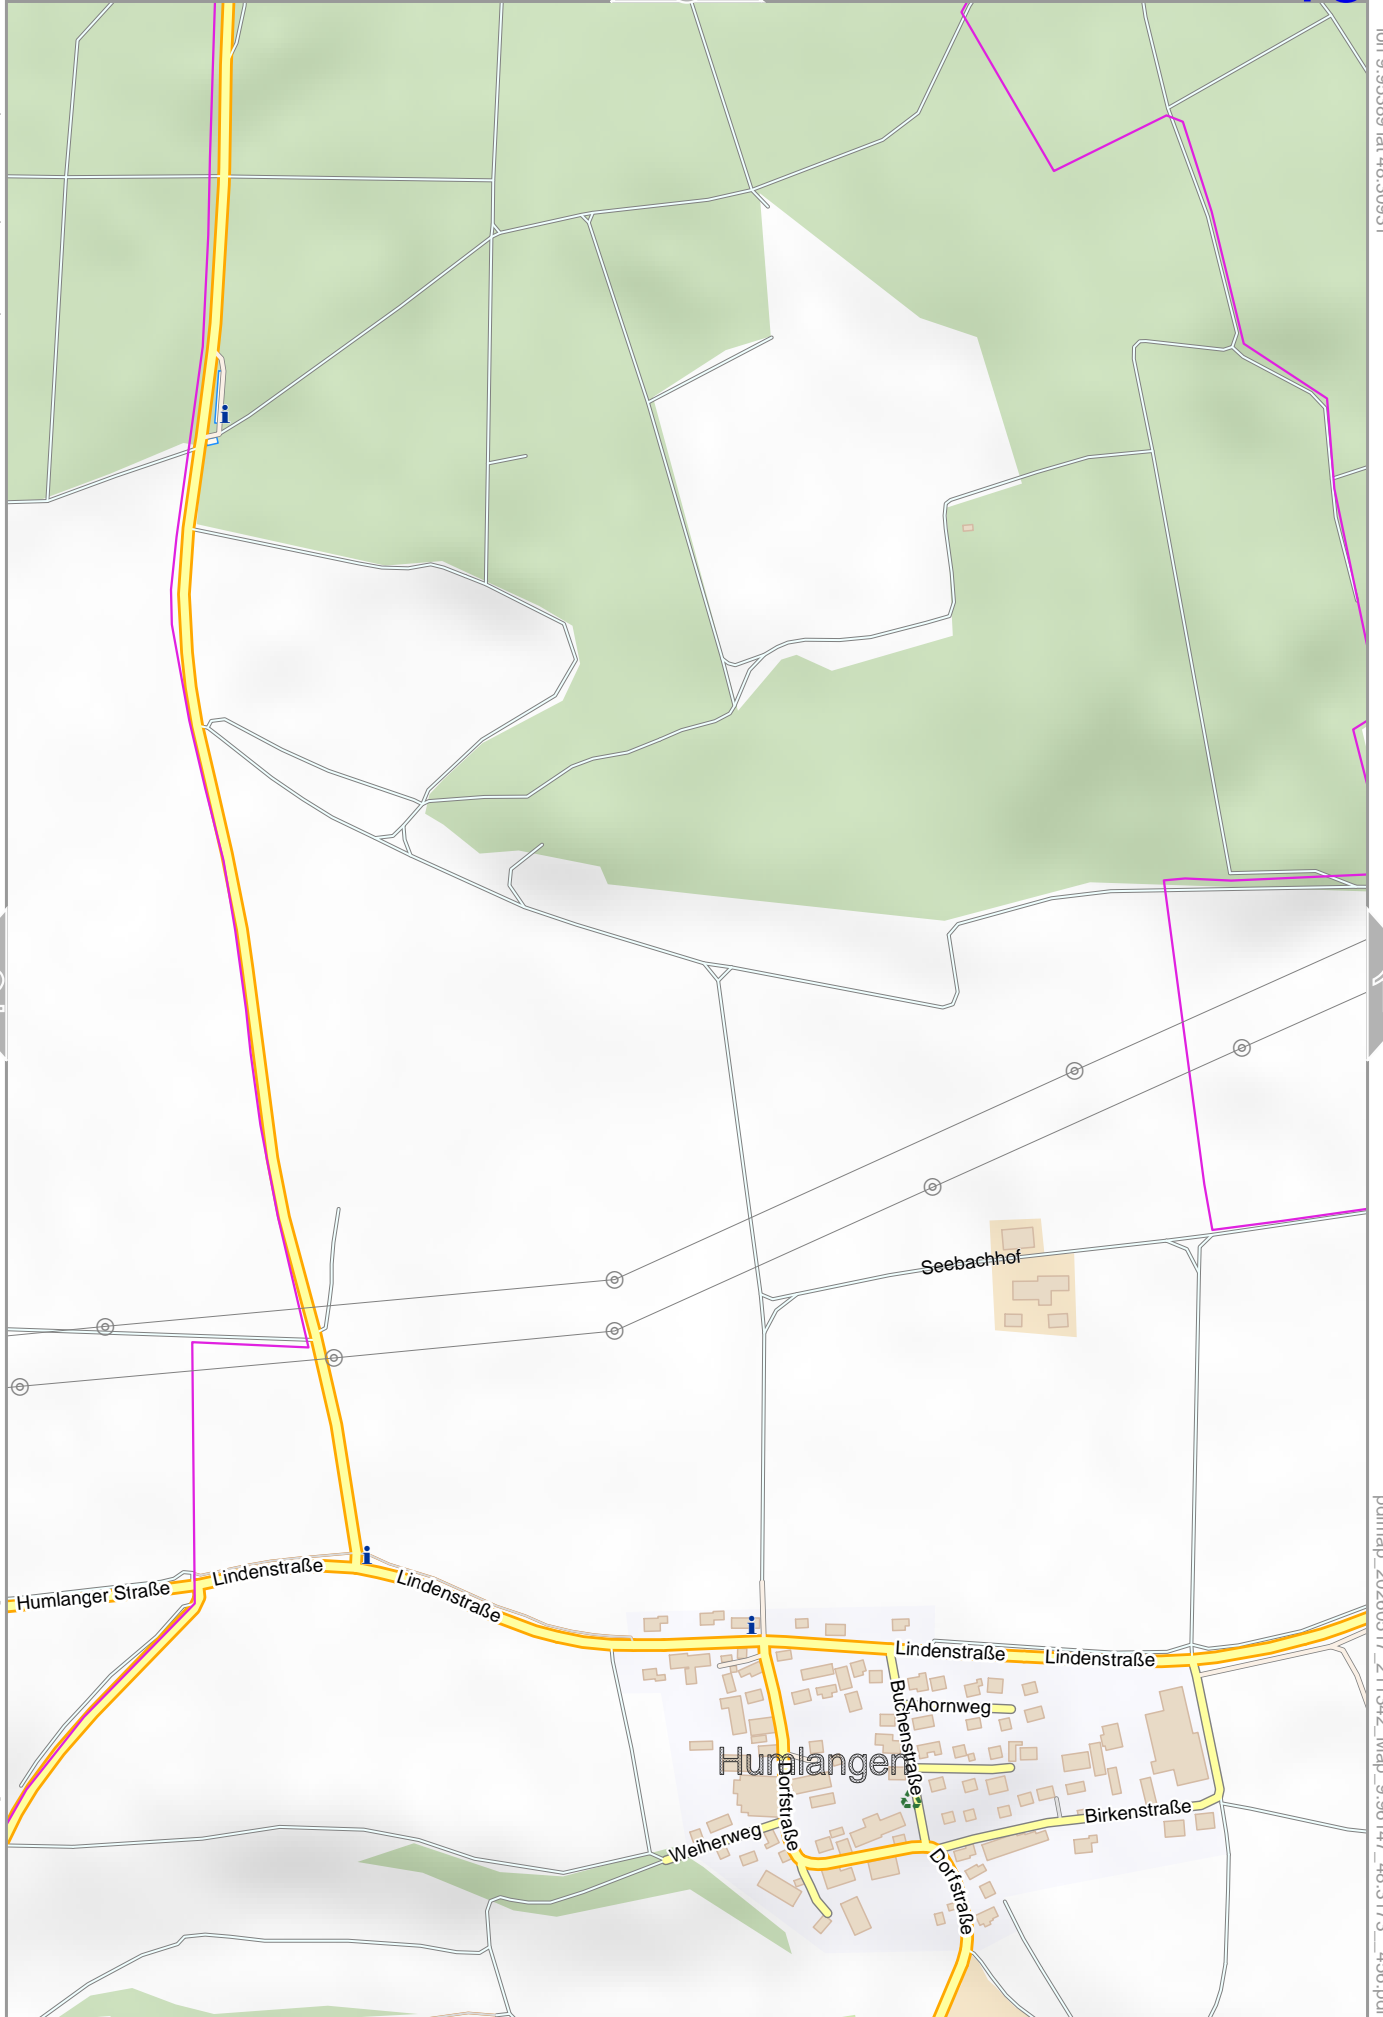 Seebachhof
Humlanger Straße
Lindenstraße
Lindenstraße
Lindenstraße
Lindenstraße
Buchenstraße
Ahornweg
Humlangen
Dorfstraße
Birkenstraße
Weiherweg
Dorfstraße